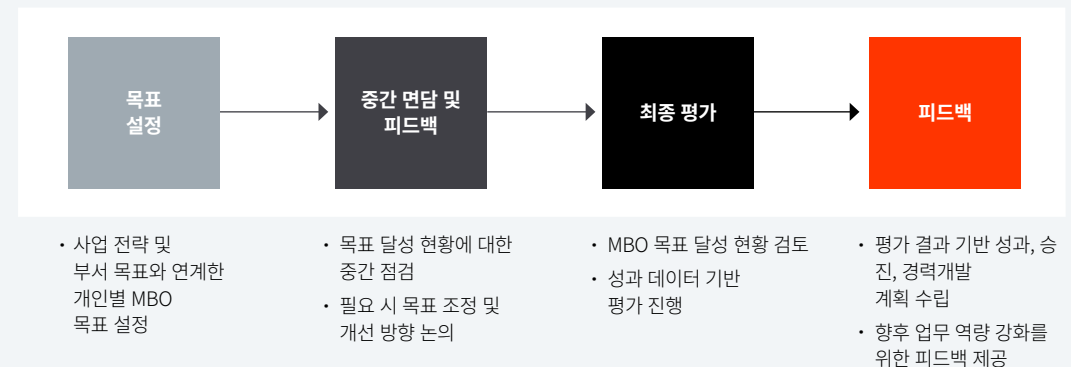 목표
설정
중간 면담 및
피드백
최종 평가
피드백
• 사업 전략 및
부서 목표와 연계한
개인별 MBO
목표 설정
• 목표 달성 현황에 대한
중간 점검
• 필요 시 목표 조정 및
개선 방향 논의
• MBO 목표 달성 현황 검토
• 성과 데이터 기반
평가 진행
• 평가 결과 기반 성과, 승
진, 경력개발
계획 수립
• 향후 업무 역량 강화를
위한 피드백 제공